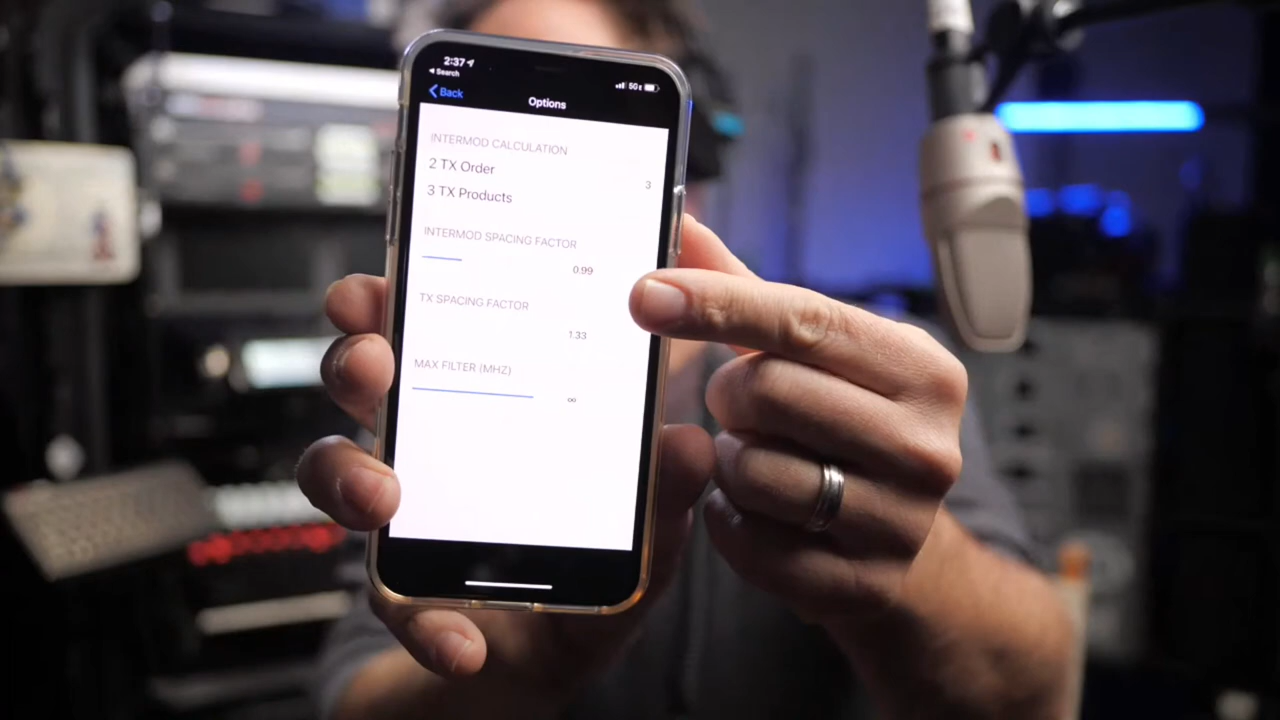 2:37
Search
5G E
Back
Options
INTERMOD CALCULATION
2 TX Order
3
3 TX Products
INTERMOD SPACING FACTOR
0.99
TX SPACING FACTOR
1.33
MAX FILTER (MHZ)
∞